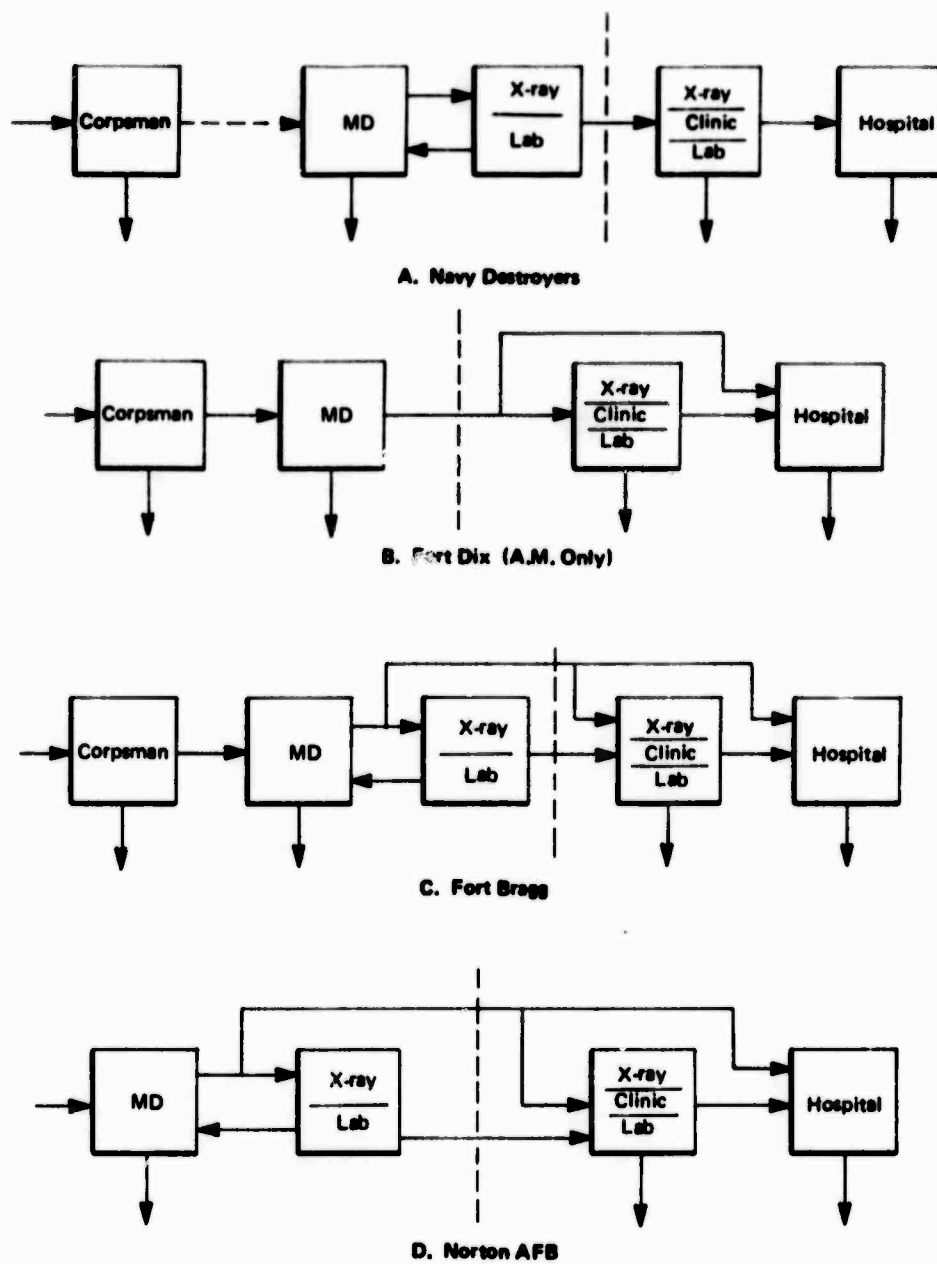 Corpsman
MD
X-ray
Lab
X-ray
Clinic
Lab
Hospital
A. Navy Destroyers
Corpsman
MD
X-ray
Clinic
Lab
Hospital
B. Fort Dix (A.M. Only)
Corpsman
MD
X-ray
Lab
X-ray
Clinic
Lab
Hospital
C. Fort Bragg
MD
X-ray
Lab
X-ray
Clinic
Lab
Hospital
D. Norton AFB